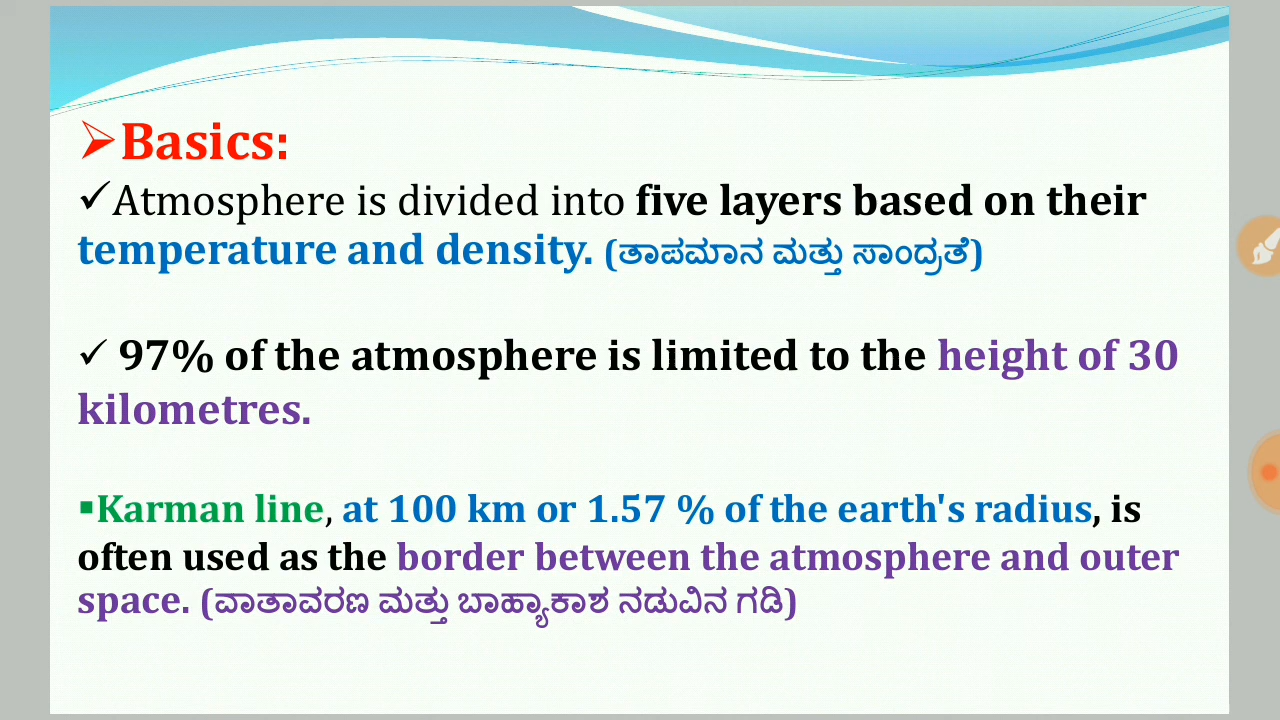 ➢Basics:
✓Atmosphere is divided into five layers based on their
temperature and density. (ತಾಪಮಾನ ಮತ್ತು ಸಾಂದ್ರತೆ)
✓ 97% of the atmosphere is limited to the height of 30
kilometres.
▪Karman line, at 100 km or 1.57 % of the earth's radius, is
often used as the border between the atmosphere and outer
space. (ವಾತಾವರಣ ಮತ್ತು ಬಾಹ್ಯಾಕಾಶ ನಡುವಿನ ಗಡಿ)